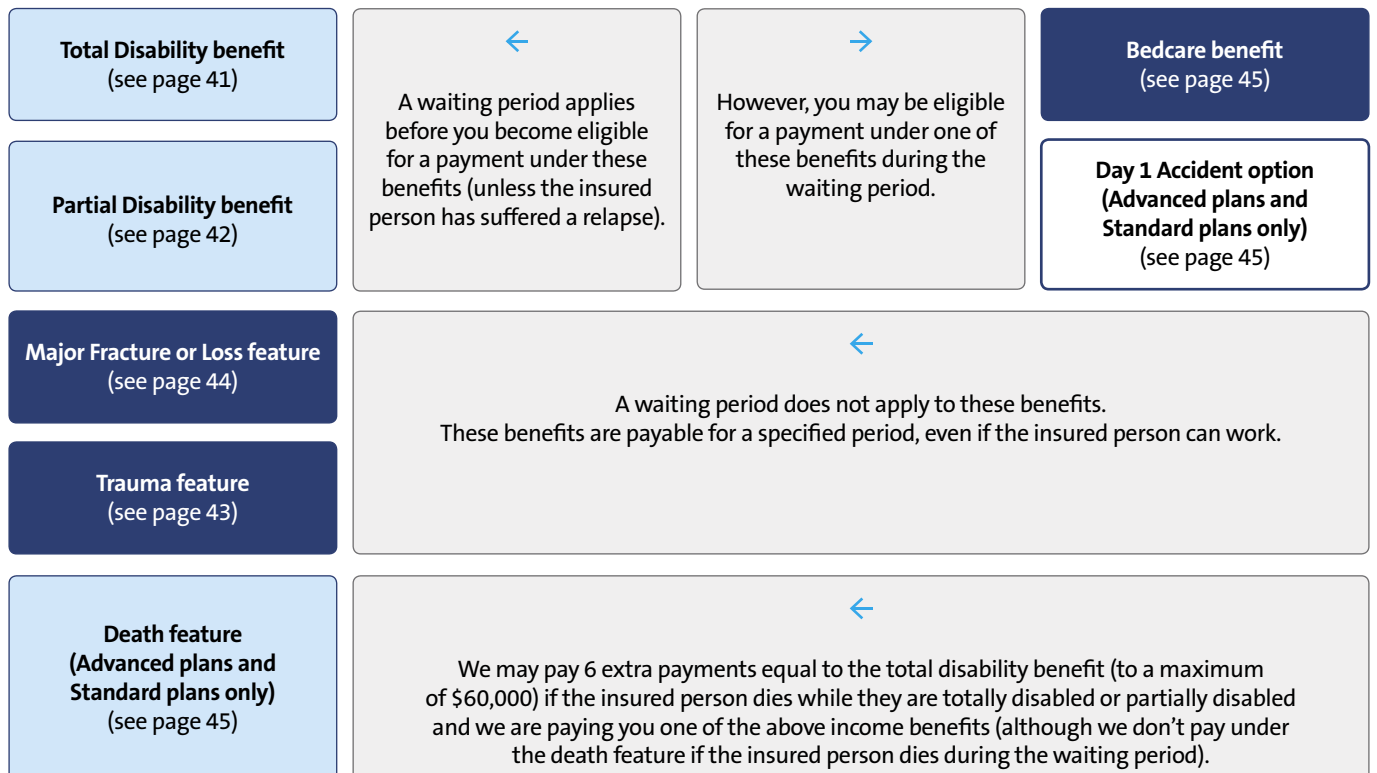 Total Disability benefit
(see page 41)
Partial Disability benefit
(see page 42)
←
A waiting period applies
before you become eligible
for a payment under these
benefits (unless the insured
person has suffered a relapse).
→
However, you may be eligible
for a payment under one of
these benefits during the
waiting period.
Bedcare benefit
(see page 45)
Day 1 Accident option
(Advanced plans and
Standard plans only)
(see page 45)
Major Fracture or Loss feature
(see page 44)
Trauma feature
(see page 43)
←
A waiting period does not apply to these benefits.
These benefits are payable for a specified period, even if the insured person can work.
Death feature
(Advanced plans and
Standard plans only)
(see page 45)
←
We may pay 6 extra payments equal to the total disability benefit (to a maximum
of $60,000) if the insured person dies while they are totally disabled or partially disabled
and we are paying you one of the above income benefits (although we don’t pay under
the death feature if the insured person dies during the waiting period).